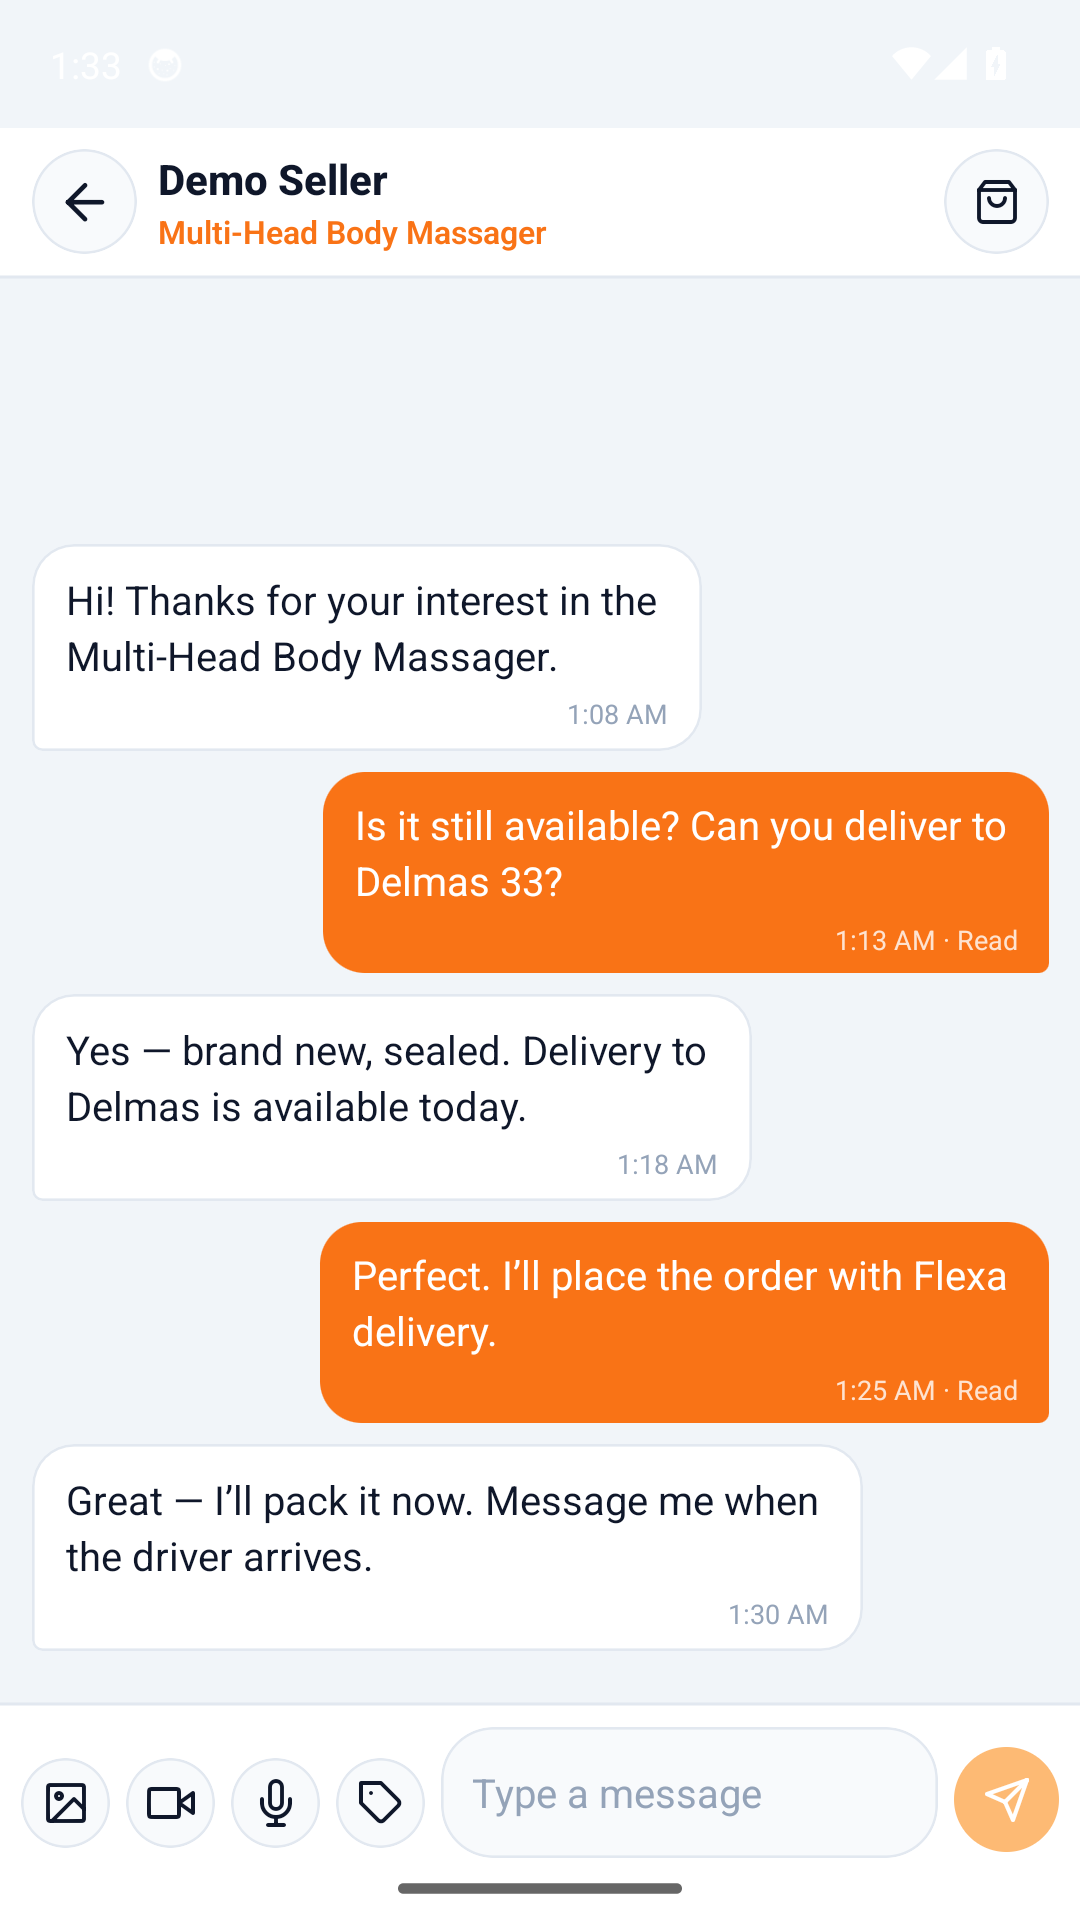 1:33
Demo Seller
Multi-Head Body Massager
Hi! Thanks for your interest in the
Multi-Head Body Massager.
1:08 AM
Is it still available? Can you deliver to
Delmas 33?
1:13 AM · Read
Yes — brand new, sealed. Delivery to
Delmas is available today.
1:18 AM
Perfect. I’ll place the order with Flexa
delivery.
1:25 AM · Read
Great — I’ll pack it now. Message me when
the driver arrives.
1:30 AM
Type a message